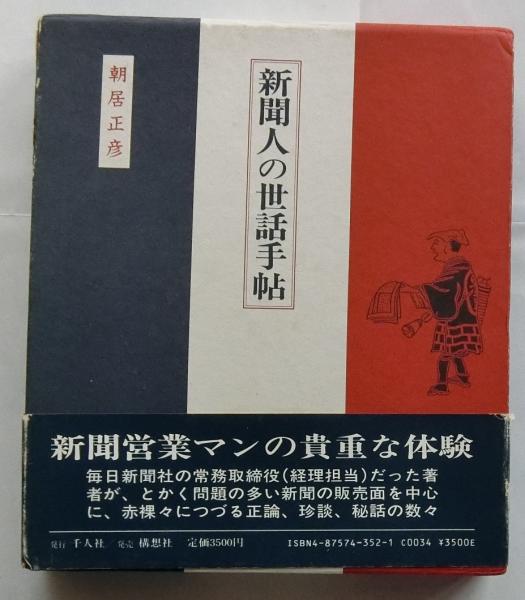 新聞人の世話手帖
朝居正彦
新聞営業マンの貴重な体験
毎日新聞社の常務取締役(経理担当)だった著
者が、とかく問題の多い新聞の販売面を中心
に、赤裸々につづる正論、珍談、秘話の数々
発行 千人社/発売 構想社 定価3500円
ISBN4-87574-352-1 C0034 ¥3500E